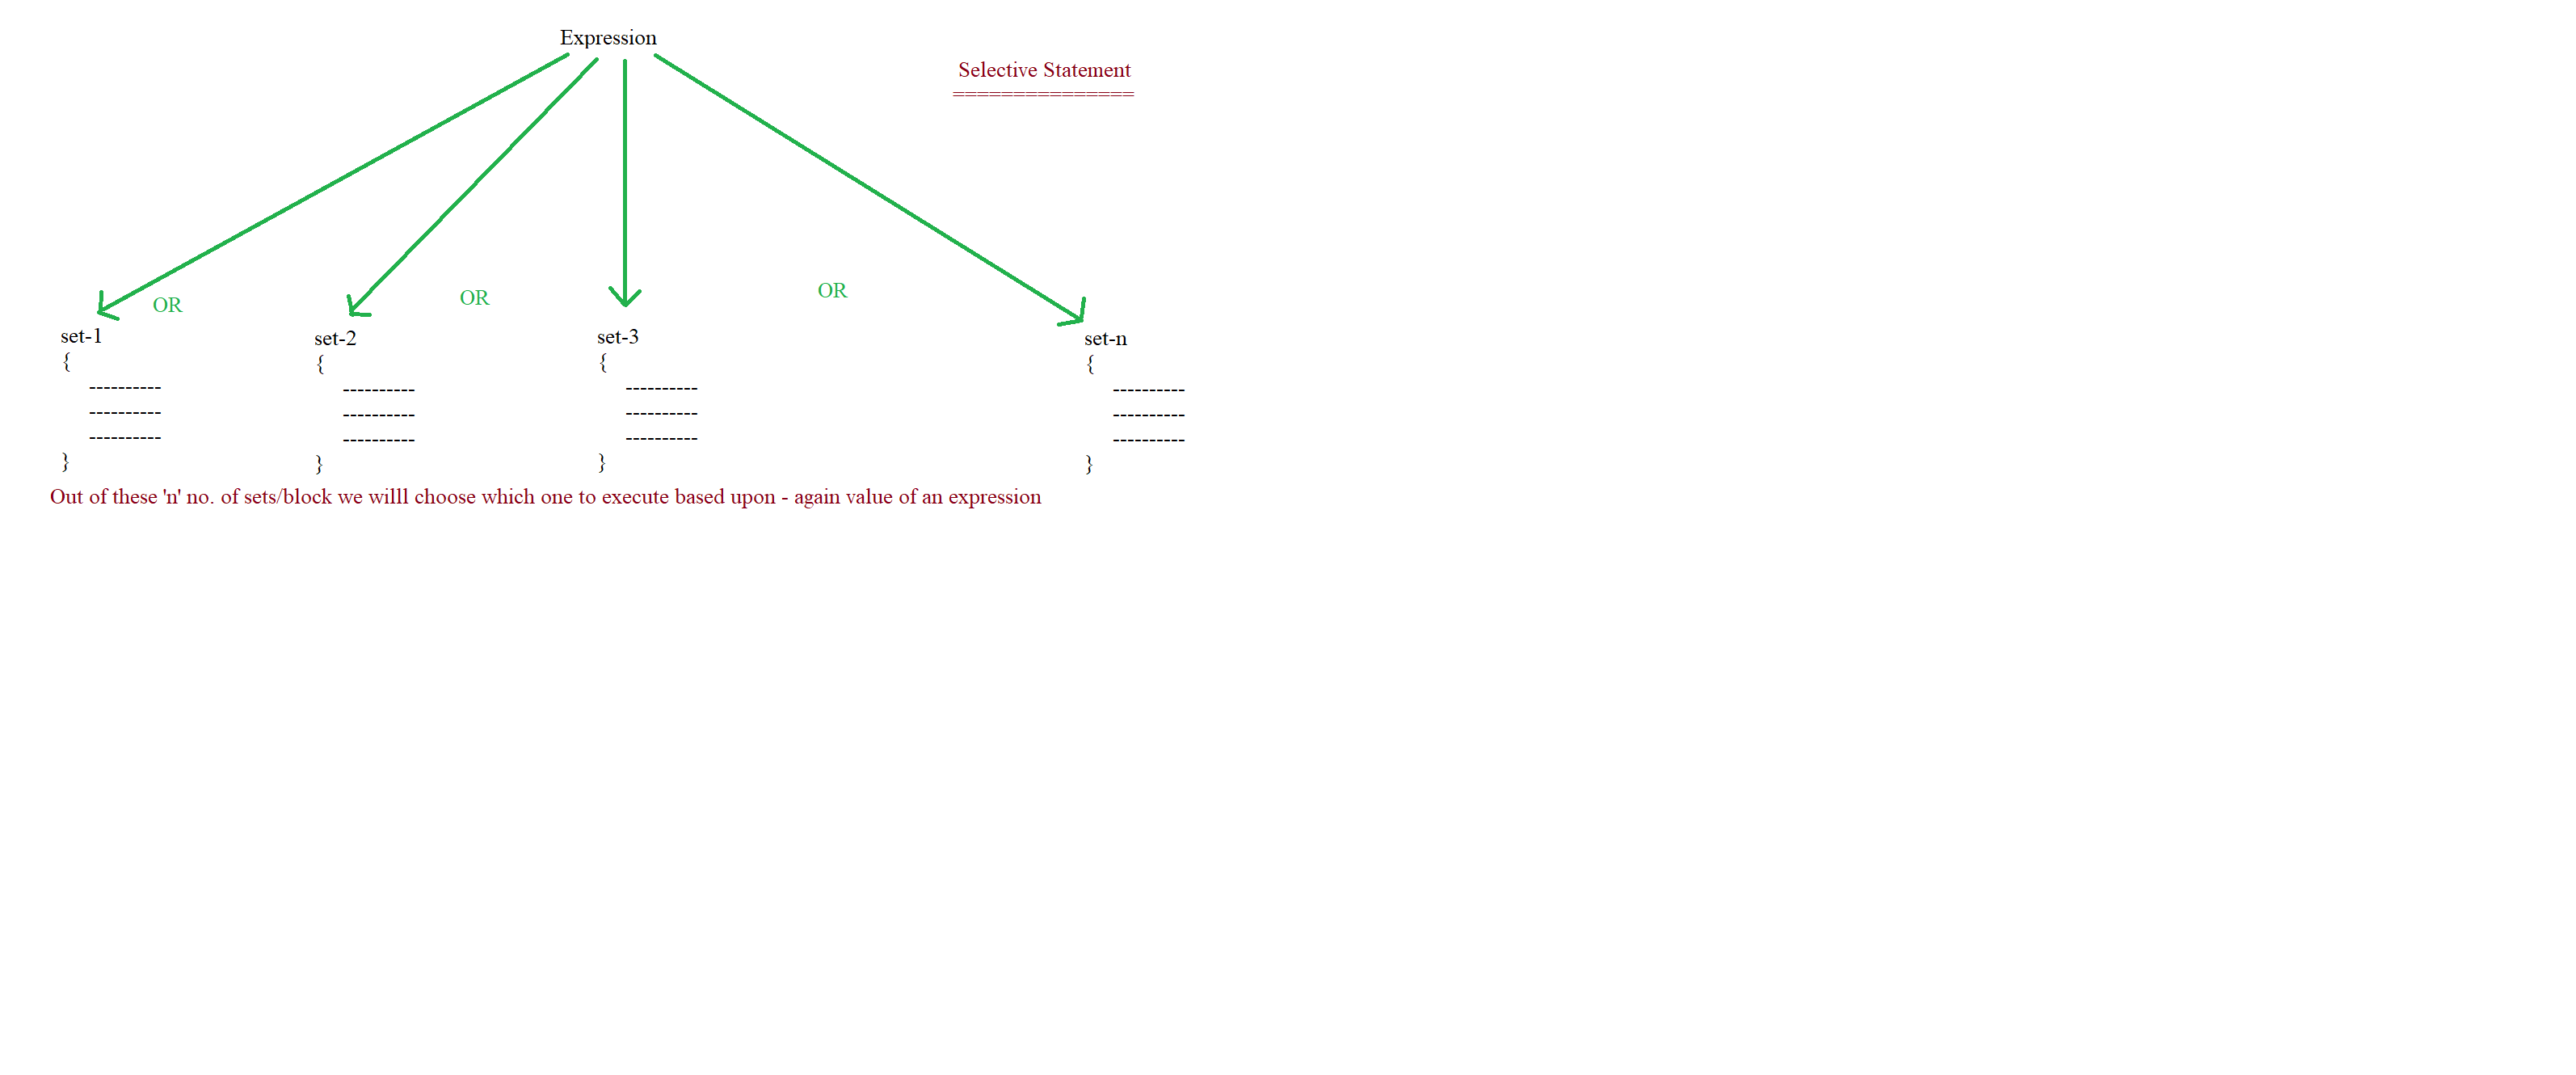 Expression
Selective Statement
===============
OR
OR
OR
set-1
{
----------
----------
----------
}
set-2
{
----------
----------
----------
}
set-3
{
----------
----------
----------
}
set-n
{
----------
----------
----------
}
Out of these 'n' no. of sets/block we willl choose which one to execute based upon - again value of an expression